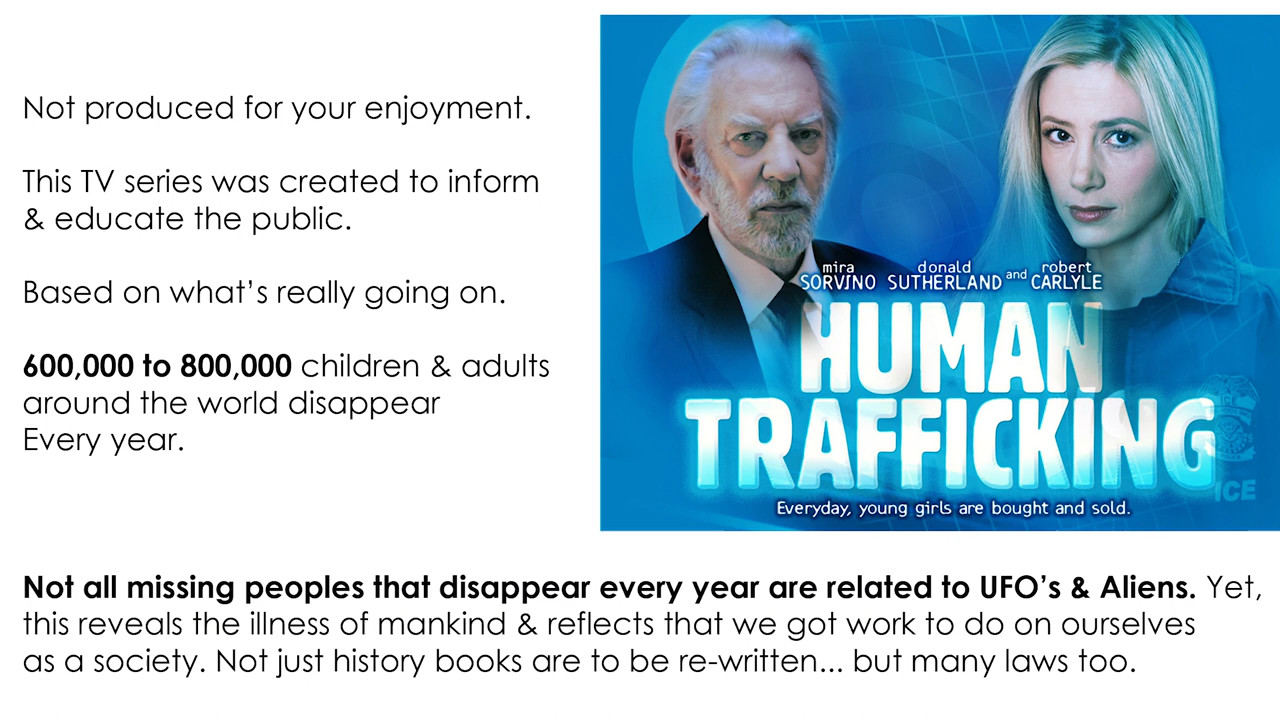 Not produced for your enjoyment.
This TV series was created to inform
& educate the public.
Based on what's really going on.
600,000 to 800,000 children & adults
around the world disappear
Every year.
mira donald robert
SORVINO SUTHERLAND and CARLYLE
HUMAN
TRAFFICKING
ICE
Everyday, young girls are bought and sold.
Not all missing peoples that disappear every year are related to UFO's & Aliens. Yet,
this reveals the illness of mankind & reflects that we got work to do on ourselves
as a society. Not just history books are to be re-written... but many laws too.